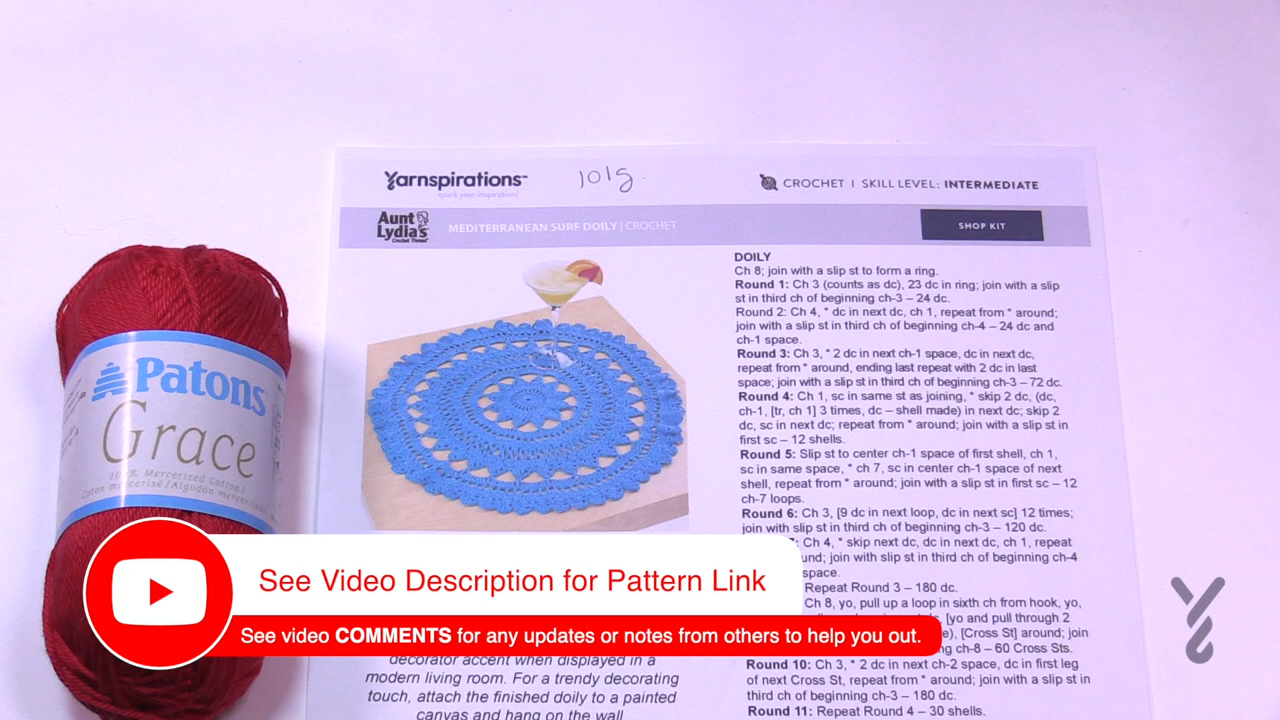 Yarnspirations™
spark your inspiration!
101g.
CROCHET I SKILL LEVEL: INTERMEDIATE
Aunt
Lydia's
Crochet Thread
MEDITERRANEAN SURF DOILY | CROCHET
SHOP KIT
DOILY
Ch 8; join with a slip st to form a ring.
Round 1: Ch 3 (counts as dc), 23 dc in ring; join with a slip
st in third ch of beginning ch-3 – 24 dc.
Round 2: Ch 4, * dc in next dc, ch 1, repeat from * around;
join with a slip st in third ch of beginning ch-4 – 24 dc and
ch-1 space.
Round 3: Ch 3, * 2 dc in next ch-1 space, dc in next dc,
repeat from * around, ending last repeat with 2 dc in last
space; join with a slip st in third ch of beginning ch-3 – 72 dc.
Round 4: Ch 1, sc in same st as joining, * skip 2 dc, (dc,
ch-1, [tr, ch 1] 3 times, dc – shell made) in next dc; skip 2
dc, sc in next dc; repeat from * around; join with a slip st in
first sc – 12 shells.
Round 5: Slip st to center ch-1 space of first shell, ch 1,
sc in same space, * ch 7, sc in center ch-1 space of next
shell, repeat from * around; join with a slip st in first sc – 12
ch-7 loops.
Round 6: Ch 3, [9 dc in next loop, dc in next sc] 12 times;
join with slip st in third ch of beginning ch-3 – 120 dc.
Ch 4, * skip next dc, dc in next dc, ch 1, repeat
und; join with slip st in third ch of beginning ch-4
space.
Repeat Round 3 – 180 dc.
Ch 8, yo, pull up a loop in sixth ch from hook, yo,
[yo and pull through 2
e), [Cross St] around; join
ng ch-8 – 60 Cross Sts.
Round 10: Ch 3, * 2 dc in next ch-2 space, dc in first leg
of next Cross St, repeat from * around; join with a slip st in
third ch of beginning ch-3 – 180 dc.
Round 11: Repeat Round 4 – 30 shells.
decorator accent when displayed in a
modern living room. For a trendy decorating
touch, attach the finished doily to a painted
canvas and hang on the wall
Patons
Grace
100% Mercerized Cotton/
Coton mercerisé/Algodón merceri
See Video Description for Pattern Link
See video COMMENTS for any updates or notes from others to help you out.